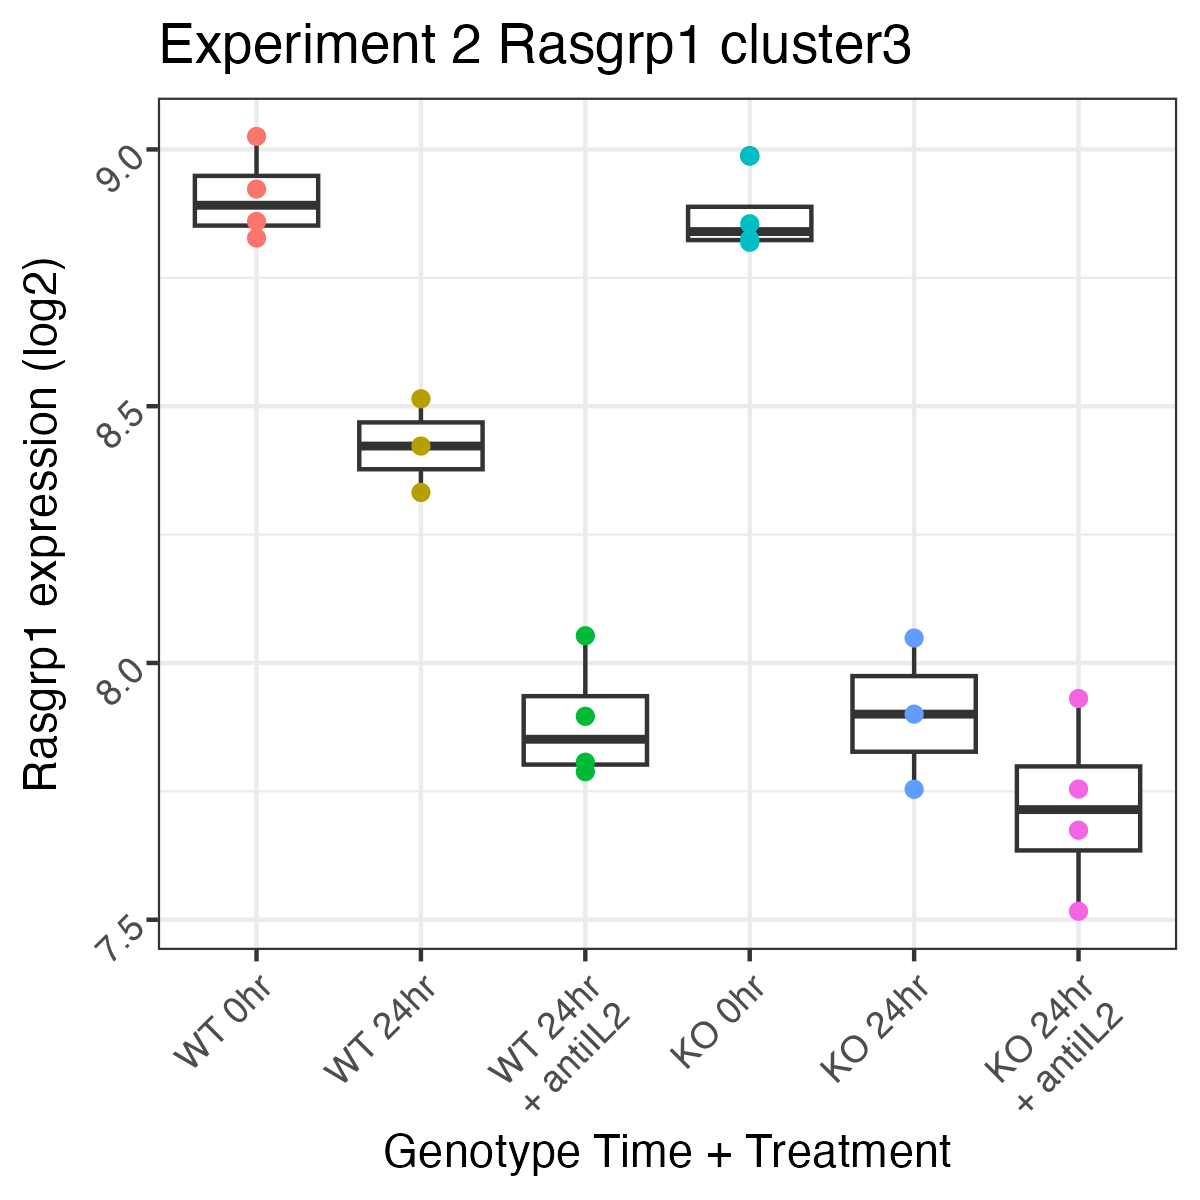 Experiment 2 Rasgrp1 cluster3
Rasgrp1 expression (log2)
9.0
8.5
8.0
7.5
WT 0hr
WT 24hr
WT 24hr
+ antiIL2
KO 0hr
KO 24hr
KO 24hr
+ antiIL2
Genotype Time + Treatment